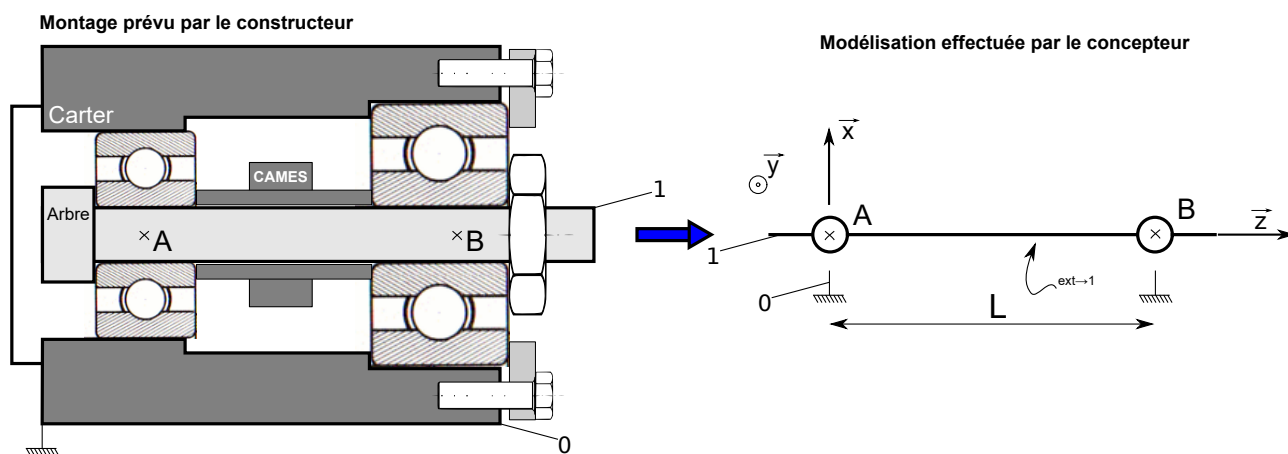 Montage prévu par le constructeur
Modélisation effectuée par le concepteur
Carter
CAMES
Arbre
A
B
1
0
x
y
A
B
z
1
0
ext→1
L